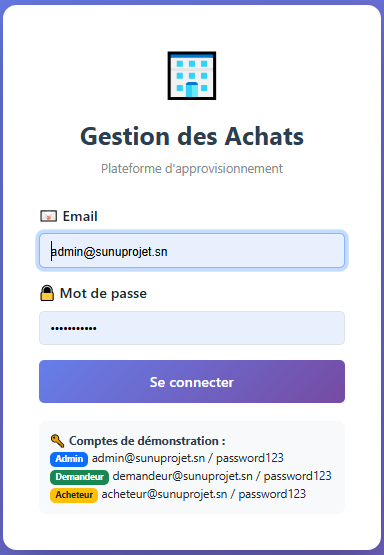 Gestion des Achats
Plateforme d'approvisionnement
Email
admin@sunuprojet.sn
Mot de passe
•••••••••••
Se connecter
Comptes de démonstration :
Admin admin@sunuprojet.sn / password123
Demandeur demandeur@sunuprojet.sn / password123
Acheteur acheteur@sunuprojet.sn / password123